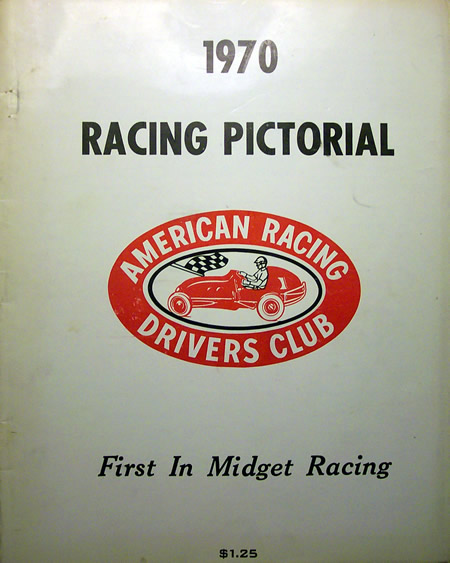 1970
RACING PICTORIAL
AMERICAN RACING
1
DRIVERS CLUB
First In Midget Racing
$1.25